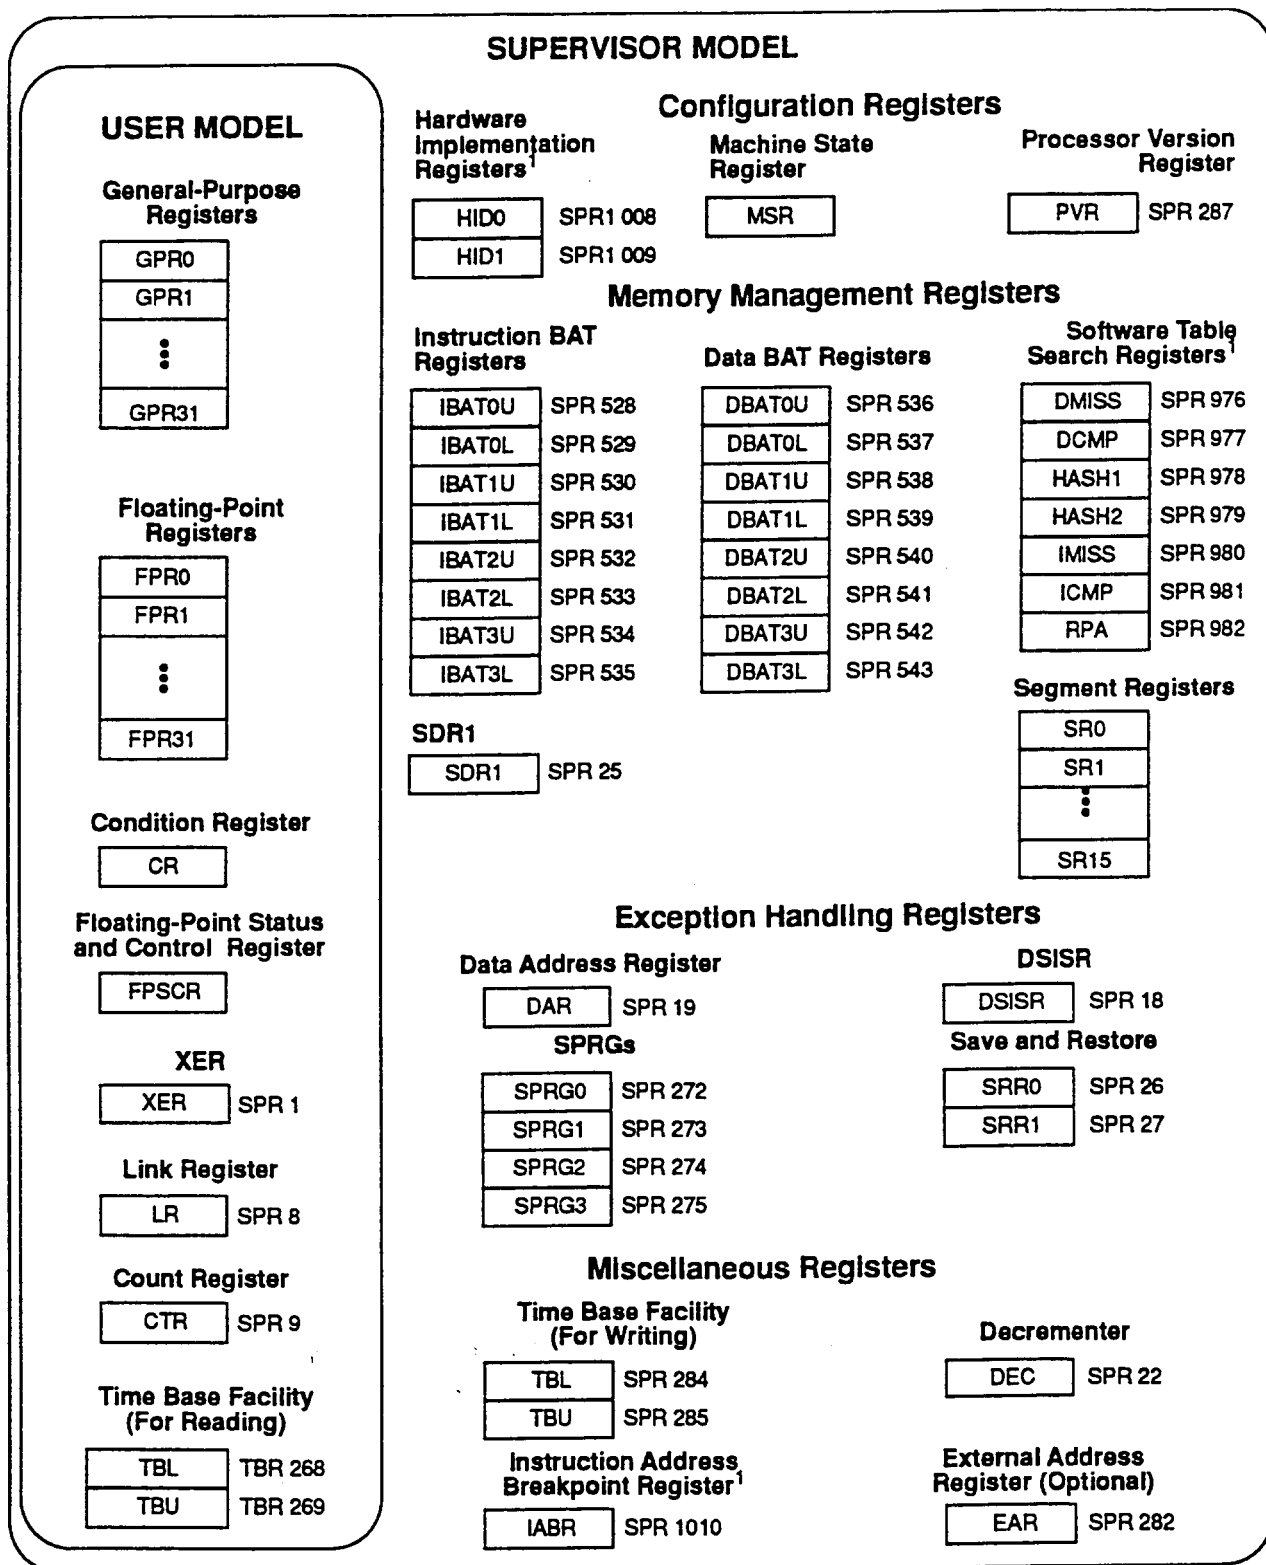 SUPERVISOR MODEL
USER MODEL
General-Purpose
Registers
GPR0
GPR1
GPR31
Floating-Point
Registers
FPR0
FPR1
FPR31
Condition Register
CR
Floating-Point Status
and Control Register
FPSCR
XER
XER SPR 1
Link Register
LR SPR 8
Count Register
CTR SPR 9
Time Base Facility
(For Reading)
TBL TBR 268
TBU TBR 269
Configuration Registers
Hardware
Implementation
Registers1
HID0 SPR1 008
HID1 SPR1 009
Machine State
Register
MSR
Processor Version
Register
PVR SPR 287
Memory Management Registers
Instruction BAT
Registers
IBAT0U SPR 528
IBAT0L SPR 529
IBAT1U SPR 530
IBAT1L SPR 531
IBAT2U SPR 532
IBAT2L SPR 533
IBAT3U SPR 534
IBAT3L SPR 535
Data BAT Registers
DBAT0U SPR 536
DBAT0L SPR 537
DBAT1U SPR 538
DBAT1L SPR 539
DBAT2U SPR 540
DBAT2L SPR 541
DBAT3U SPR 542
DBAT3L SPR 543
Software Table
Search Registers1
DMISS SPR 976
DCMP SPR 977
HASH1 SPR 978
HASH2 SPR 979
IMISS SPR 980
ICMP SPR 981
RPA SPR 982
SDR1
SDR1 SPR 25
Segment Registers
SR0
SR1
SR15
Exception Handling Registers
Data Address Register
DAR SPR 19
DSISR
DSISR SPR 18
SPRGs
SPRG0 SPR 272
SPRG1 SPR 273
SPRG2 SPR 274
SPRG3 SPR 275
Save and Restore
SRR0 SPR 26
SRR1 SPR 27
Miscellaneous Registers
Time Base Facility
(For Writing)
TBL SPR 284
TBU SPR 285
Decrementer
DEC SPR 22
Instruction Address
Breakpoint Register1
IABR SPR 1010
External Address
Register (Optional)
EAR SPR 282